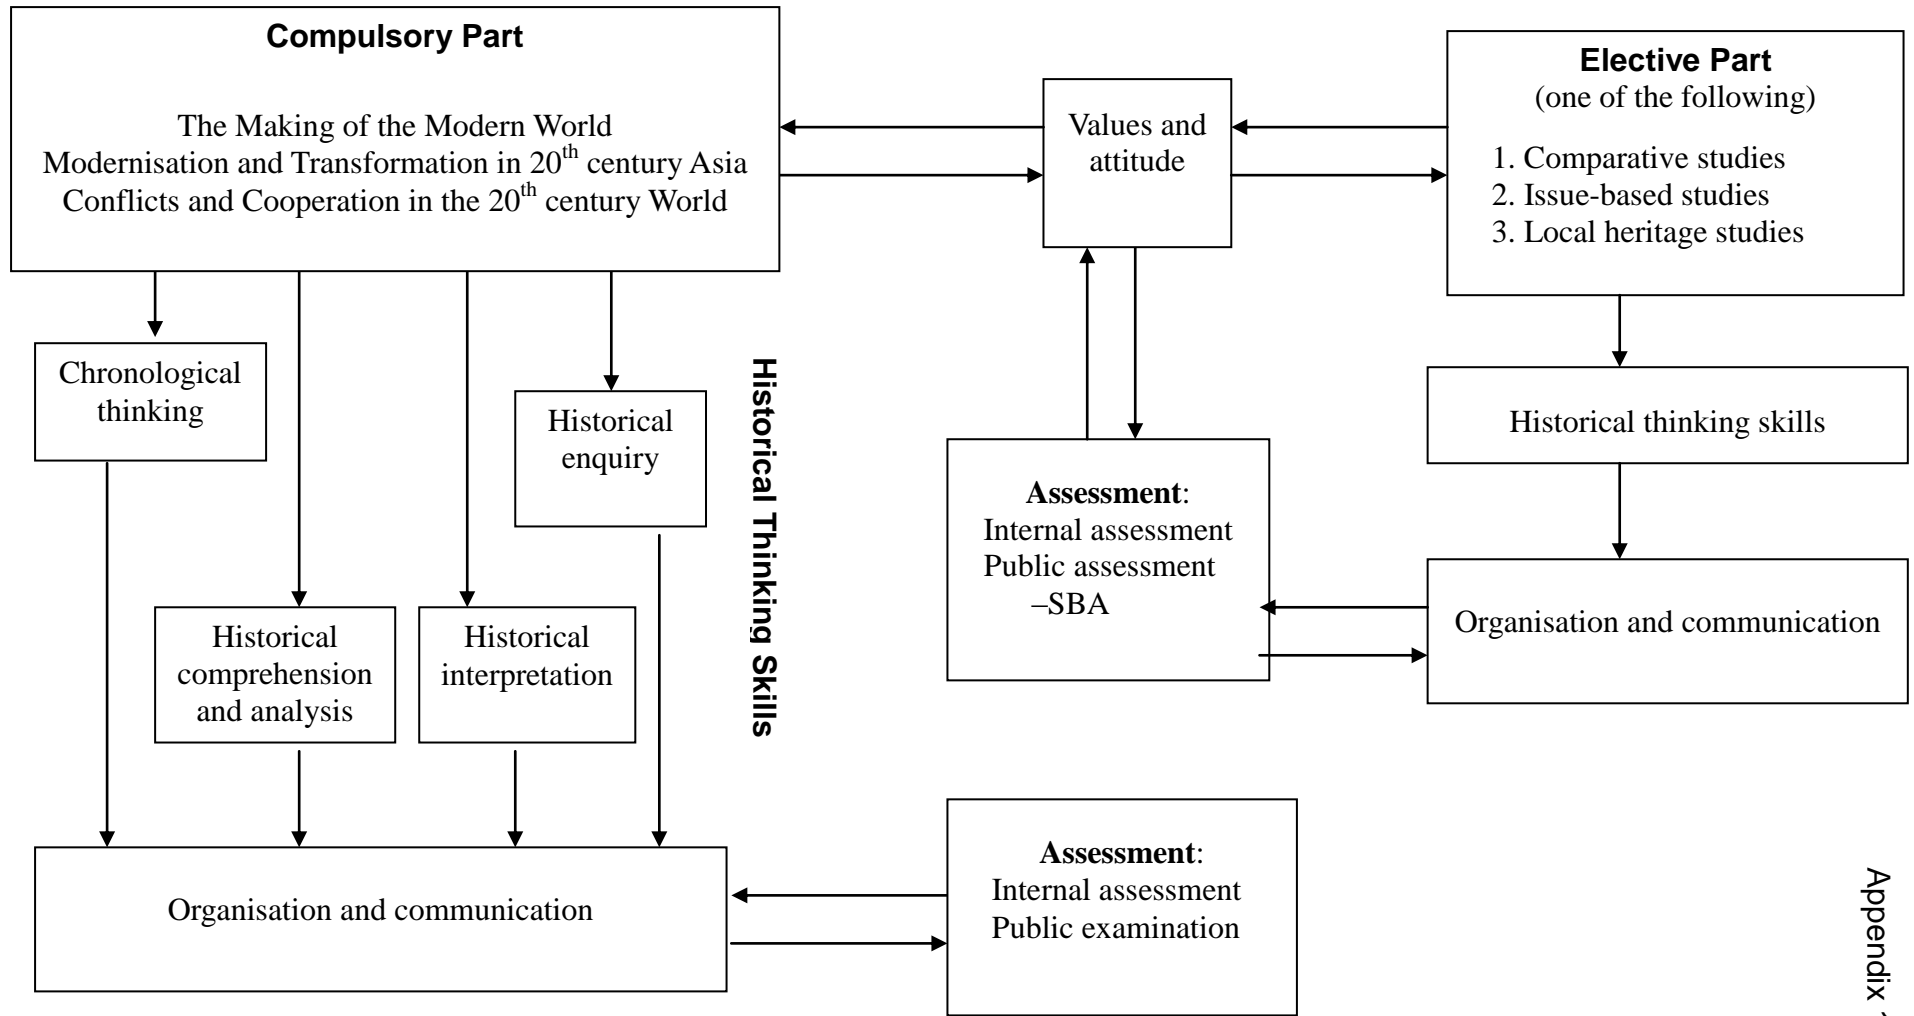 Compulsory Part
The Making of the Modern World
Modernisation and Transformation in 20th century Asia
Conflicts and Cooperation in the 20th century World
Values and
attitude
Elective Part
(one of the following)
1. Comparative studies
2. Issue-based studies
3. Local heritage studies
Chronological
thinking
Historical
enquiry
Historical
comprehension
and analysis
Historical
interpretation
Historical Thinking Skills
Assessment:
Internal assessment
Public assessment
–SBA
Historical thinking skills
Organisation and communication
Organisation and communication
Assessment:
Internal assessment
Public examination
Appendix